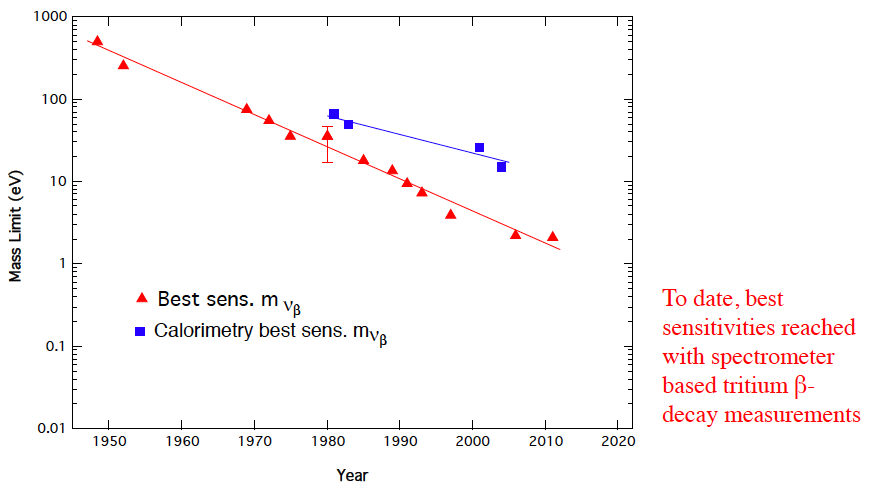 1000
100
10
1
0.1
0.01
Mass Limit (eV)
Best sens. m νβ
Calorimetry best sens. mνβ
1950 1960 1970 1980 1990 2000 2010 2020
Year
To date, best
sensitivities reached
with spectrometer
based tritium β-
decay measurements